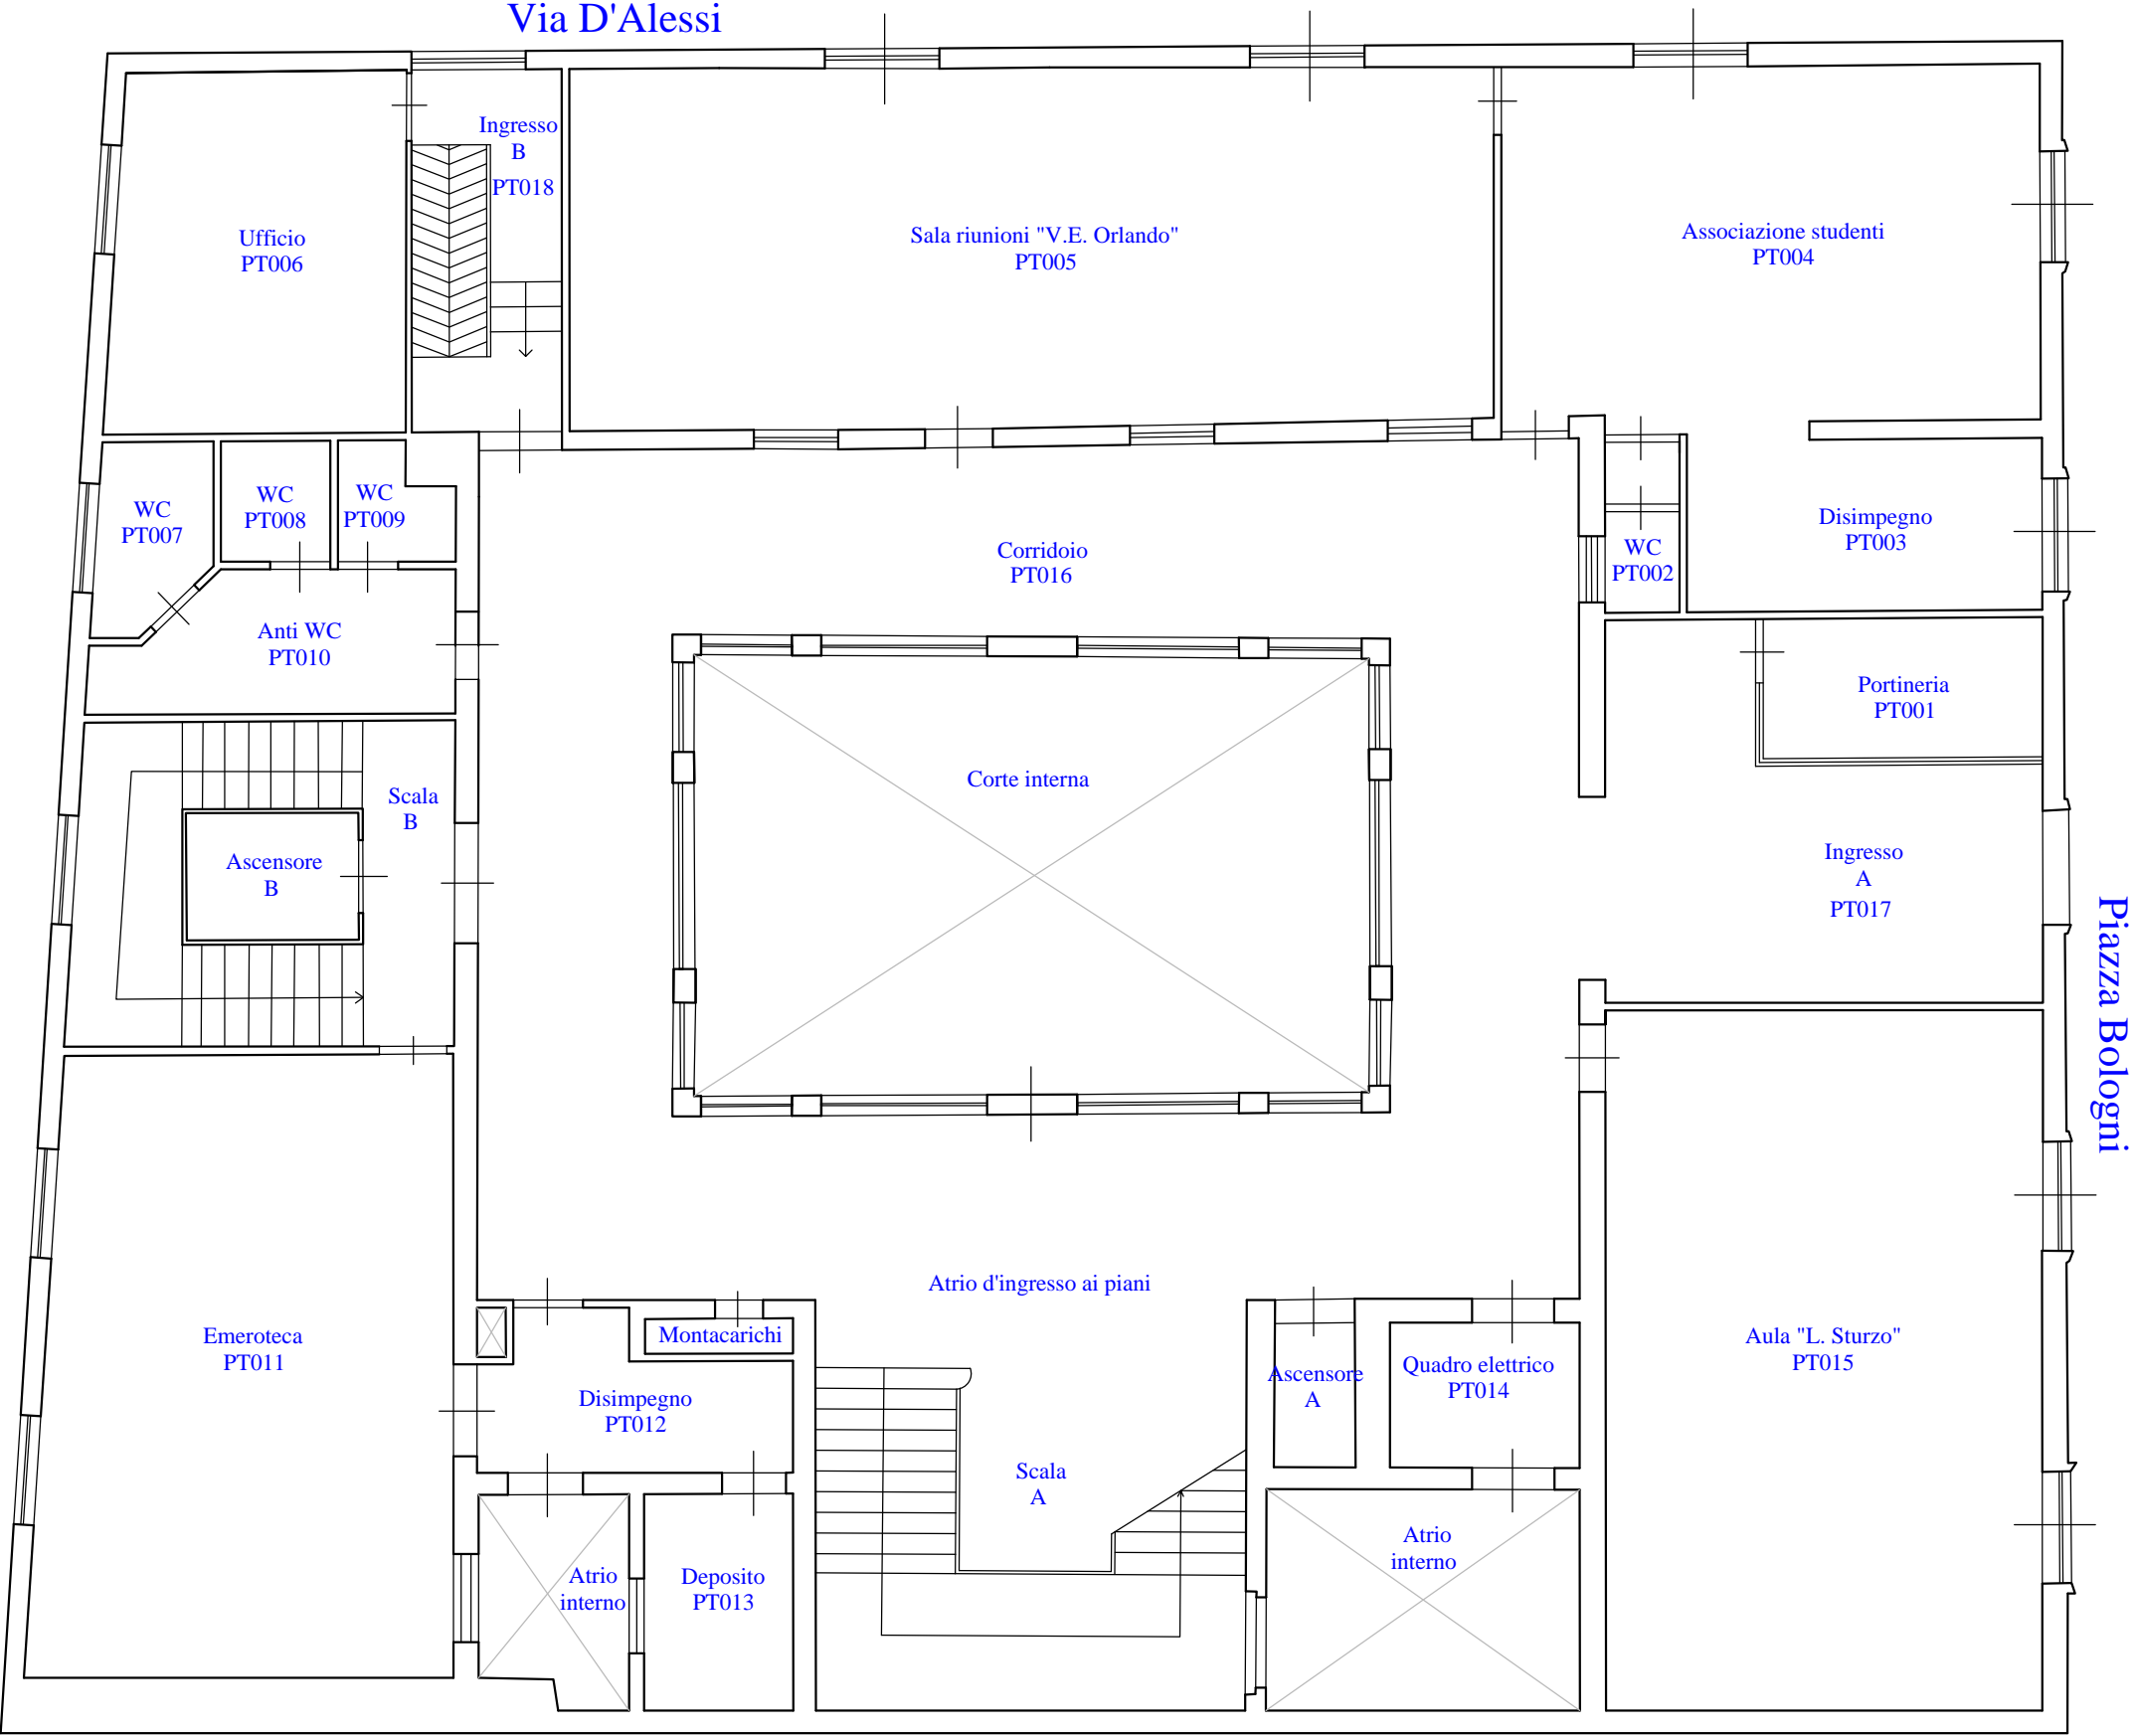 Via D'Alessi
Ingresso
B
PT018
Ufficio
PT006
Sala riunioni "V.E. Orlando"
PT005
Associazione studenti
PT004
WC
PT007
WC
PT008
WC
PT009
Corridoio
PT016
WC
PT002
Disimpegno
PT003
Anti WC
PT010
Portineria
PT001
Scala
B
Corte interna
Ascensore
B
Ingresso
A
PT017
Piazza Bologni
Atrio d'ingresso ai piani
Emeroteca
PT011
Montacarichi
Disimpegno
PT012
Ascensore
A
Quadro elettrico
PT014
Aula "L. Sturzo"
PT015
Scala
A
Atrio
interno
Deposito
PT013
Atrio
interno